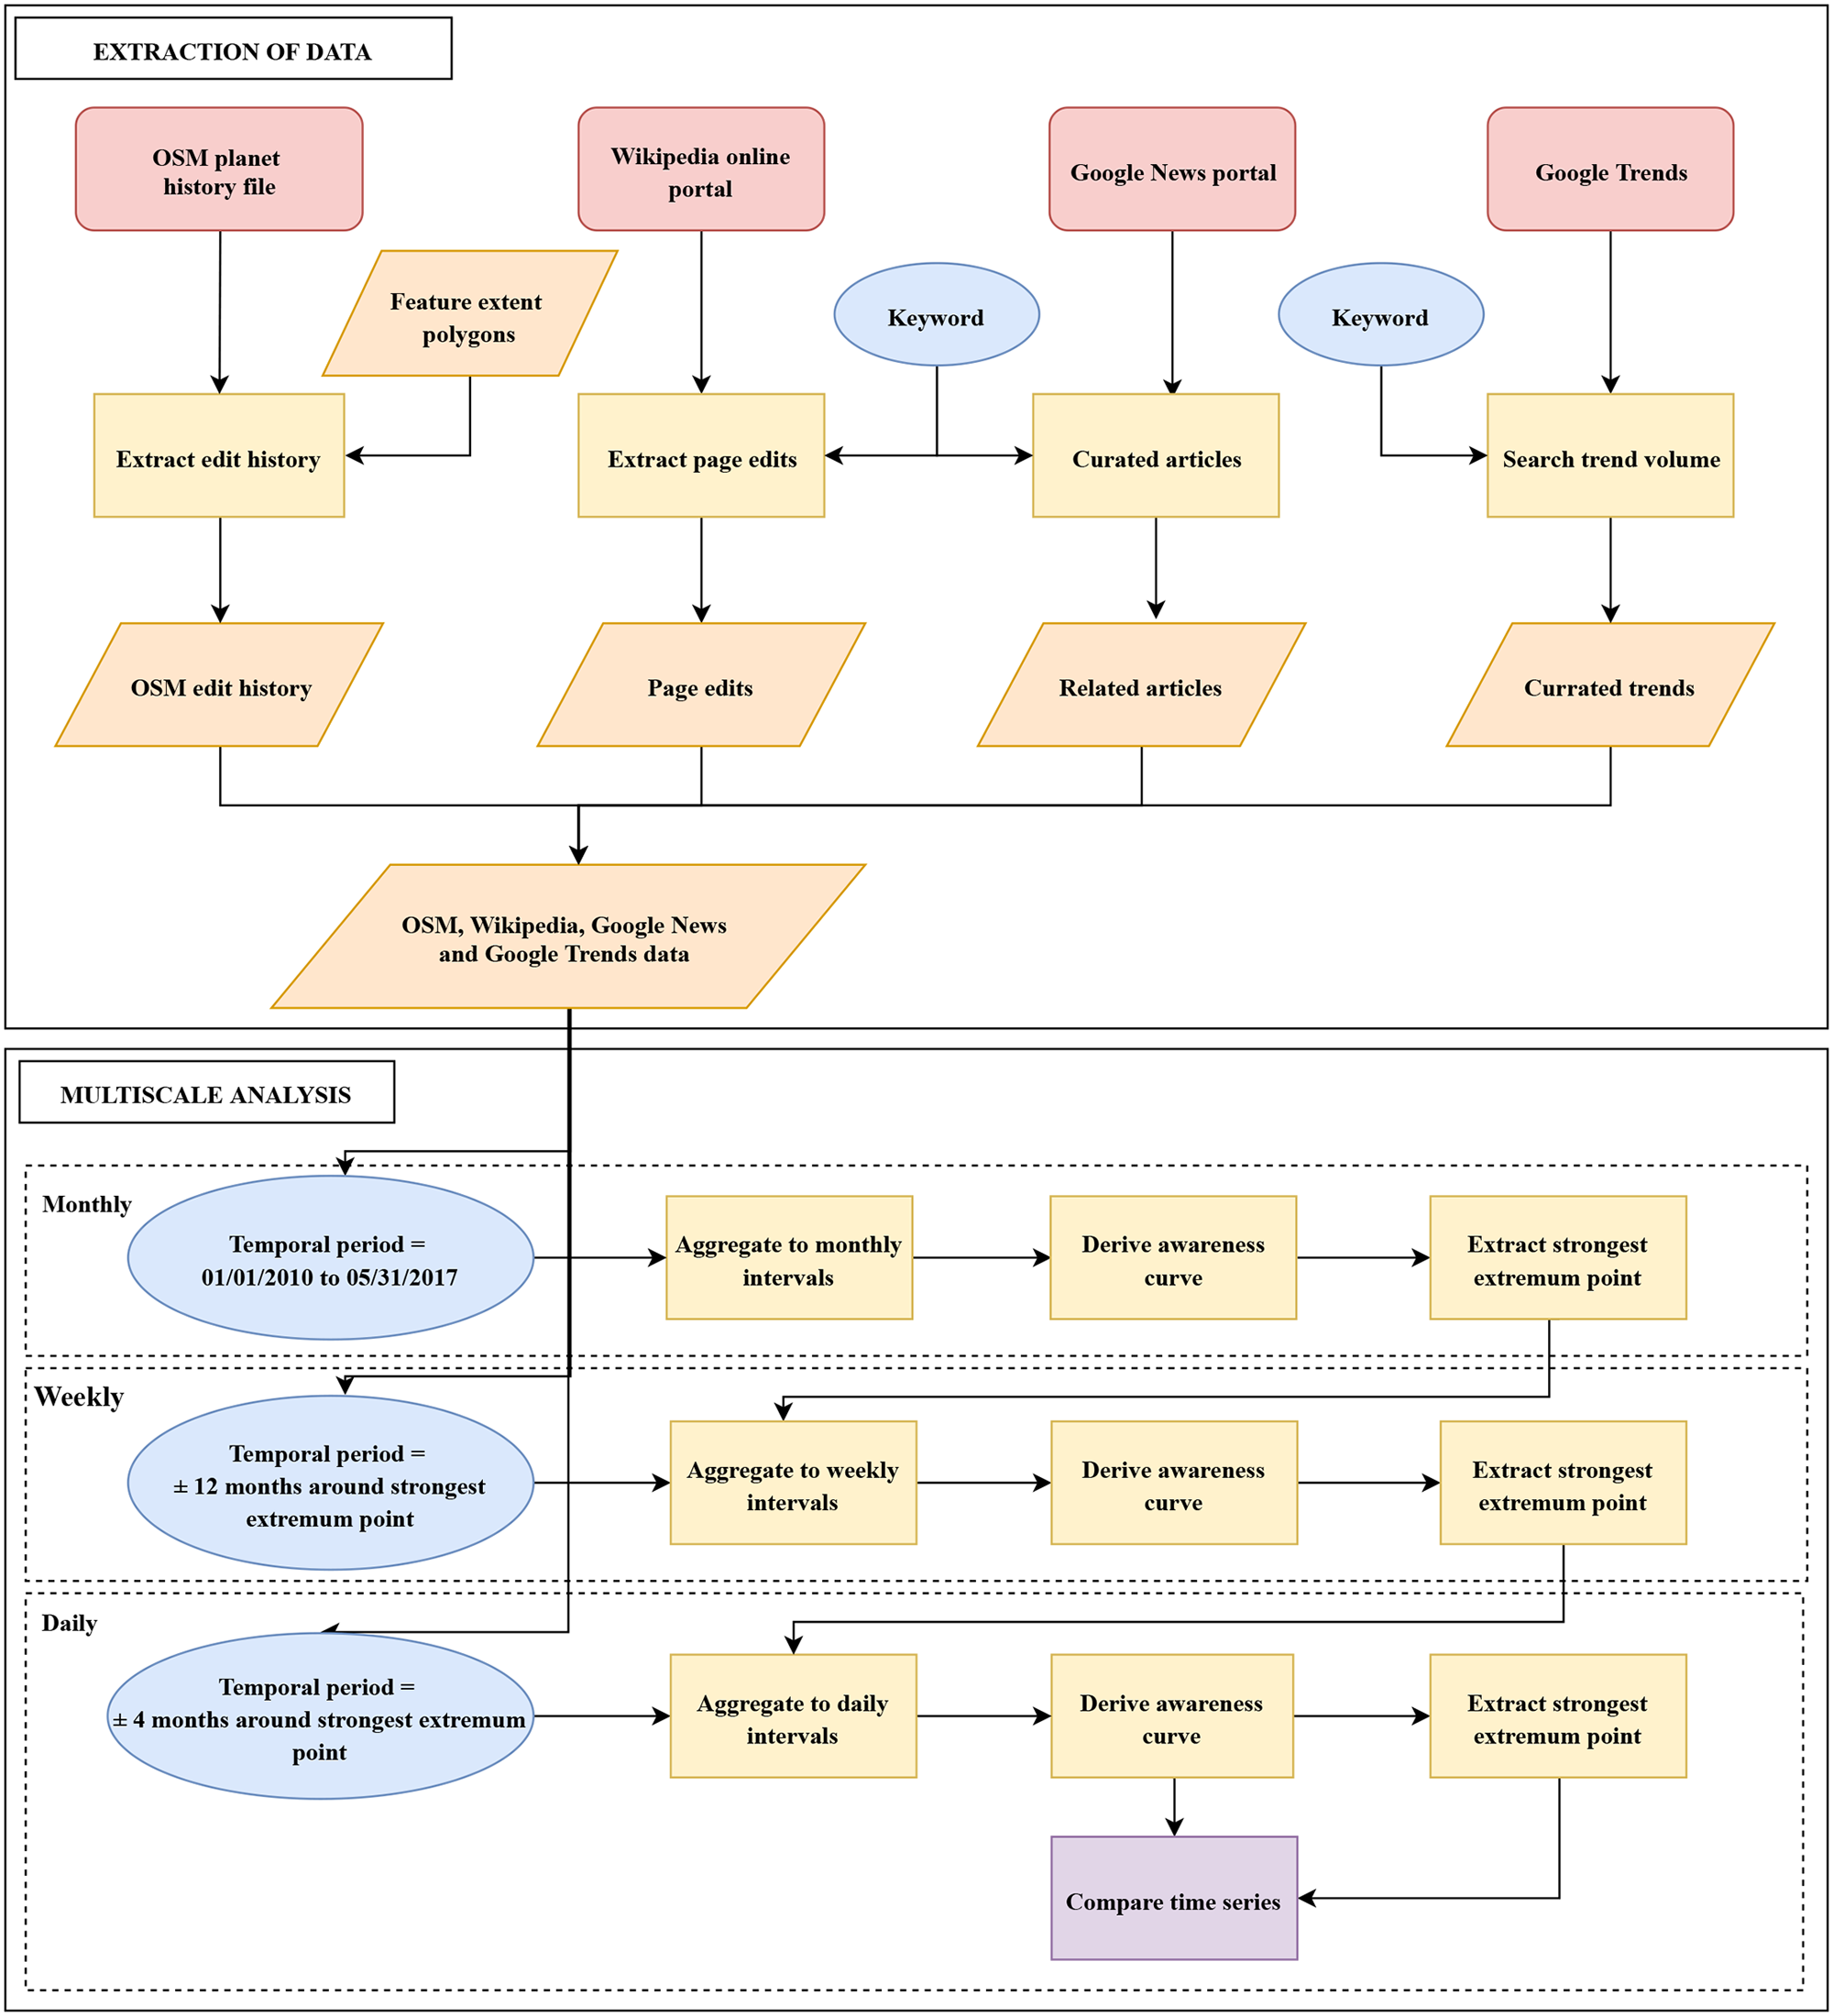 EXTRACTION OF DATA
OSM planet
history file
Wikipedia online
portal
Google News portal
Google Trends
Feature extent
polygons
Keyword
Keyword
Extract edit history
Extract page edits
Curated articles
Search trend volume
OSM edit history
Page edits
Related articles
Currated trends
OSM, Wikipedia, Google News
and Google Trends data
MULTISCALE ANALYSIS
Monthly
Temporal period =
01/01/2010 to 05/31/2017
Aggregate to monthly
intervals
Derive awareness
curve
Extract strongest
extremum point
Weekly
Temporal period =
± 12 months around strongest
extremum point
Aggregate to weekly
intervals
Derive awareness
curve
Extract strongest
extremum point
Daily
Temporal period =
± 4 months around strongest extremum
point
Aggregate to daily
intervals
Derive awareness
curve
Extract strongest
extremum point
Compare time series